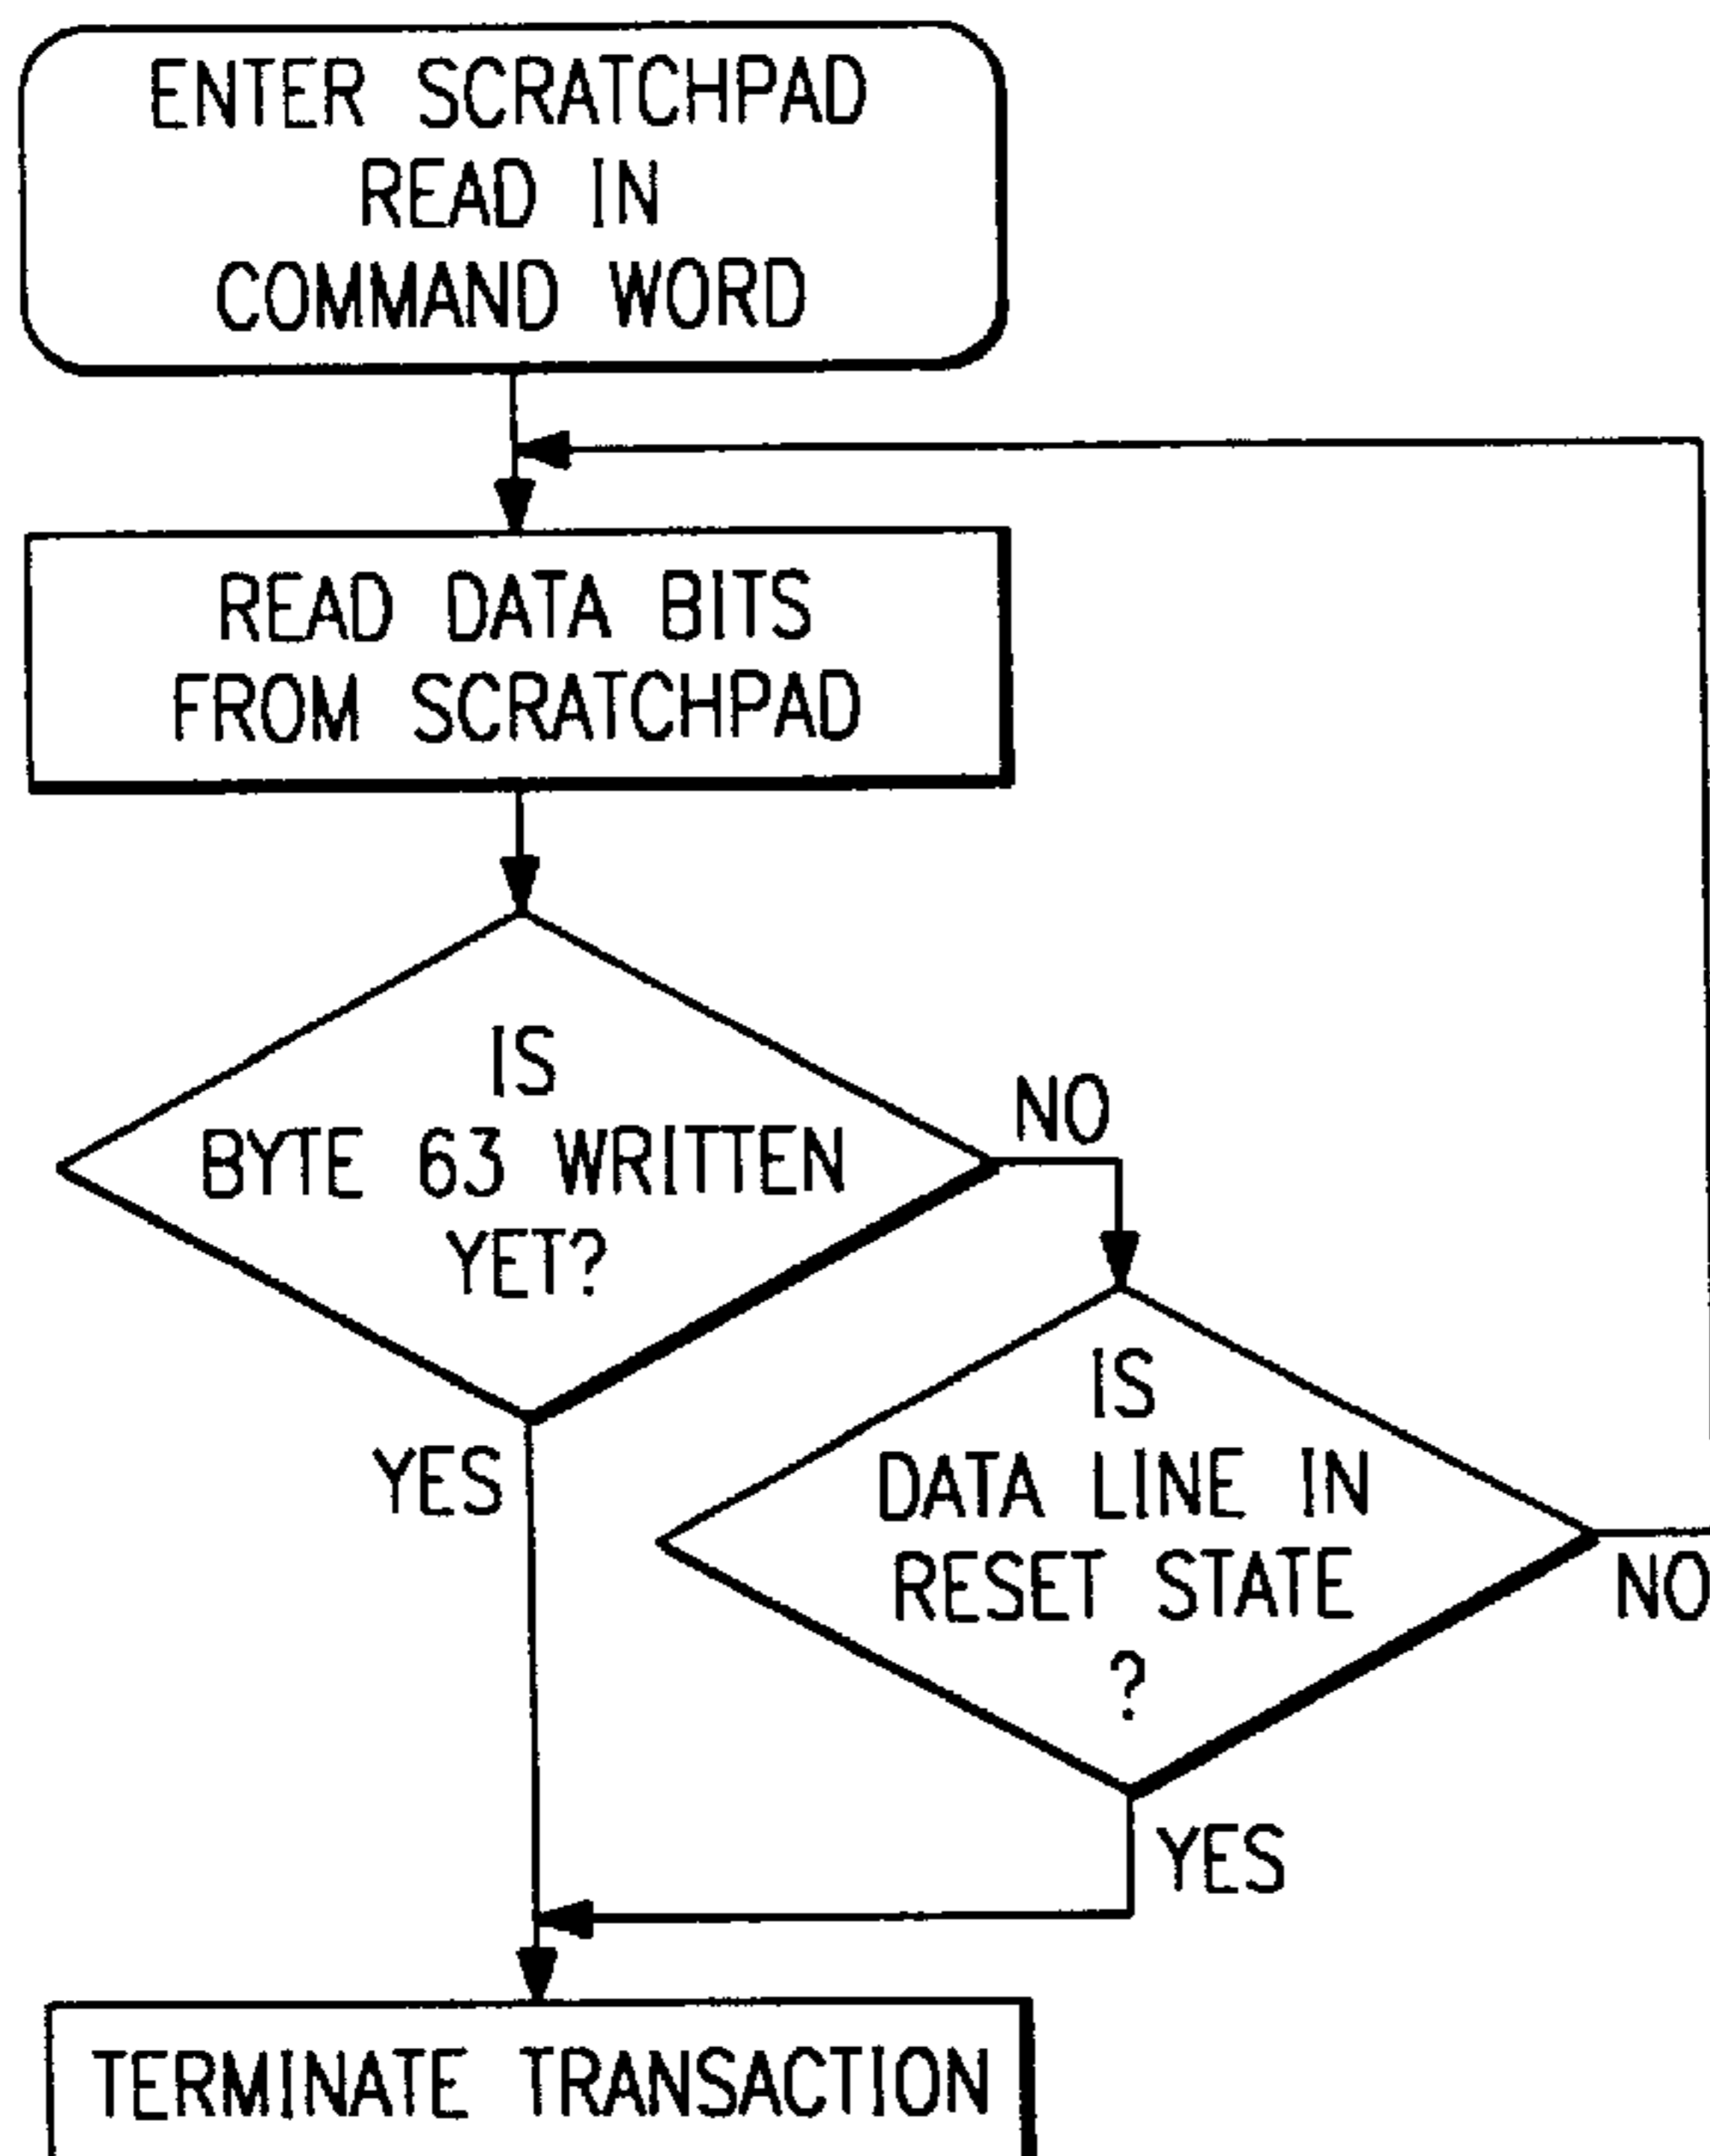 ENTER SCRATCHPAD
READ IN
COMMAND WORD
READ DATA BITS
FROM SCRATCHPAD
IS
BYTE 63 WRITTEN
YET?
NO
YES
IS
DATA LINE IN
RESET STATE
?
NO
YES
TERMINATE TRANSACTION